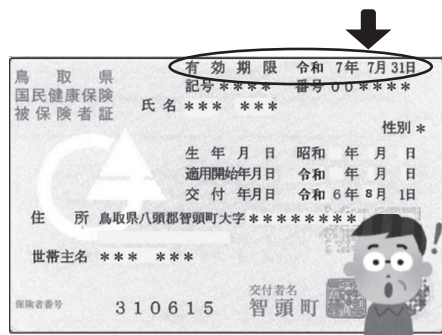 鳥取県
国民健康保険
被保険者証
有効期限 令和 7年 7月 31日
記号＊＊＊＊ 番号00＊＊＊＊
氏名 ＊＊＊ ＊＊＊
性別＊
生年月日 昭和 年 月 日
適用開始年月日 令和 年 月 日
交付年月日 令和 6年 8月 1日
住所 鳥取県八頭郡智頭町大字＊＊＊＊＊＊＊＊
世帯主名 ＊＊＊ ＊＊＊
保険者番号 310615
交付者名
智頭町